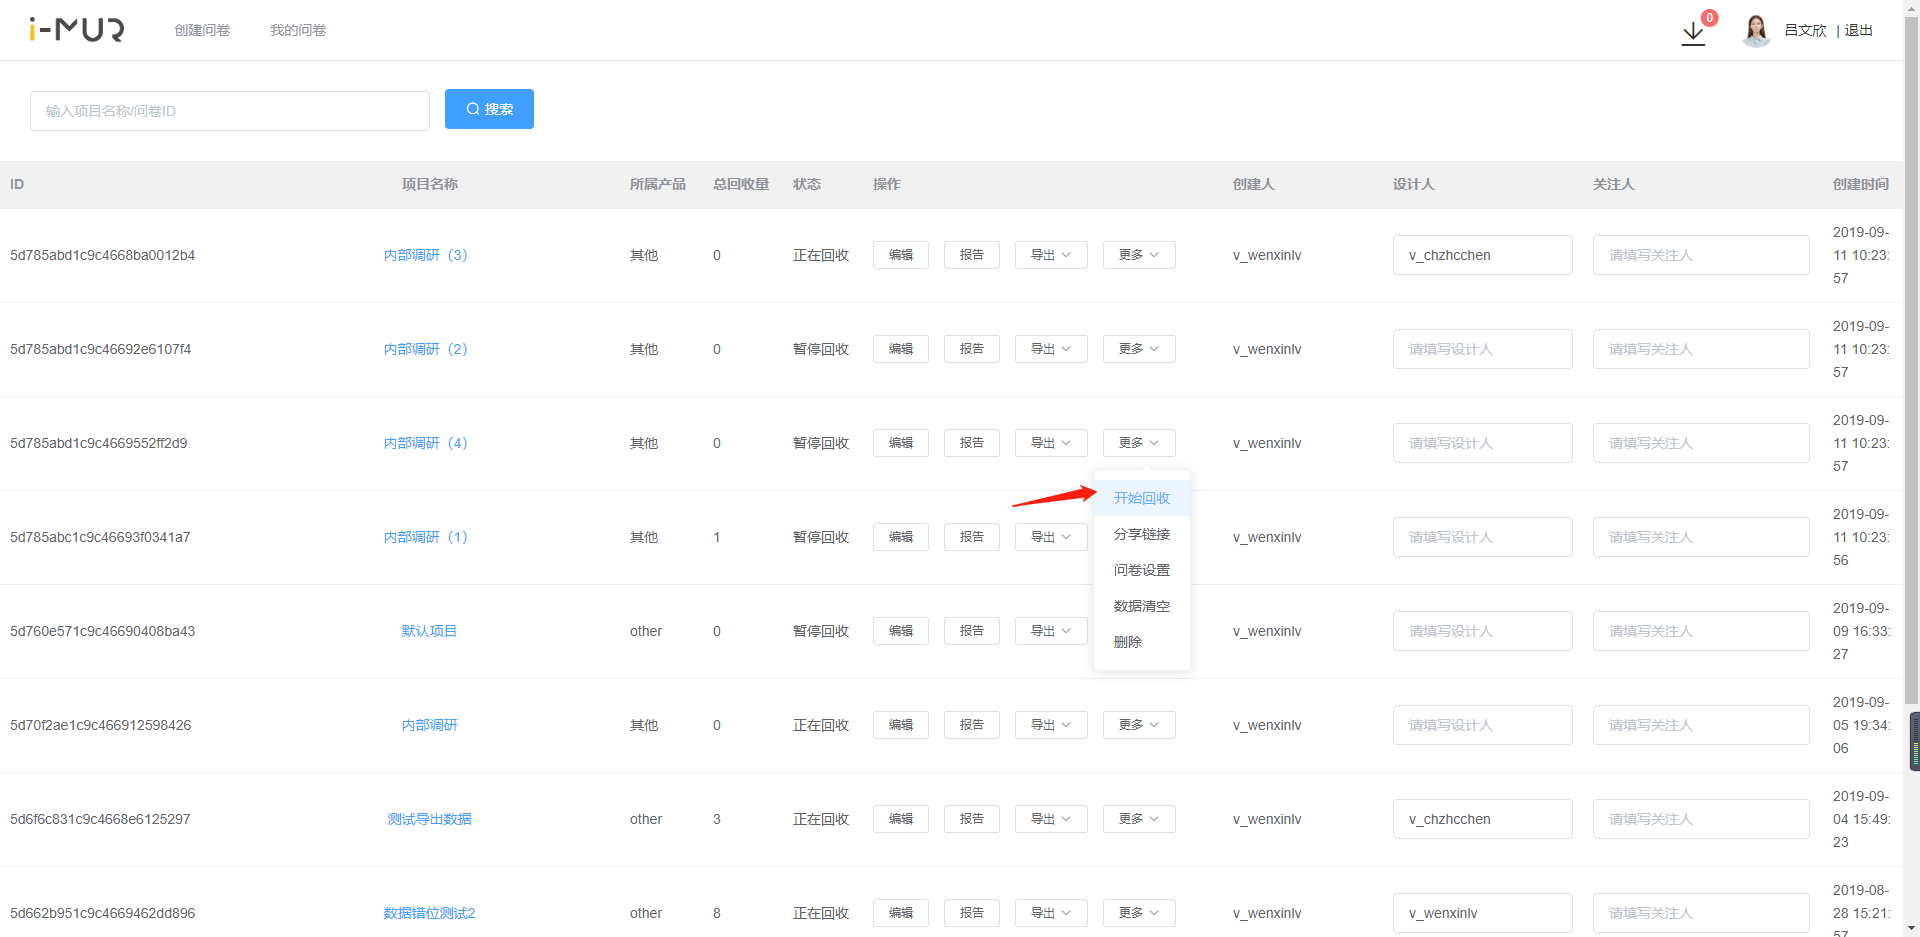 i-MUR 创建问卷 我的问卷 0 吕文欣 | 退出
输入项目名称/问卷ID 搜索
ID 项目名称 所属产品 总回收量 状态 操作 创建人 设计人 关注人 创建时间
5d785abd1c9c4668ba0012b4 内部调研（3） 其他 0 正在回收 编辑 报告 导出 更多 v_wenxinlv v_chzhcchen 请填写关注人 2019-09-
11 10:23:
57
5d785abd1c9c46692e6107f4 内部调研（2） 其他 0 暂停回收 编辑 报告 导出 更多 v_wenxinlv 请填写设计人 请填写关注人 2019-09-
11 10:23:
57
5d785abd1c9c4669552ff2d9 内部调研（4） 其他 0 暂停回收 编辑 报告 导出 更多 v_wenxinlv 请填写设计人 请填写关注人 2019-09-
11 10:23:
57
开始回收
分享链接
问卷设置
数据清空
删除
5d785abc1c9c46693f0341a7 内部调研（1） 其他 1 暂停回收 编辑 报告 导出 v_wenxinlv 请填写设计人 请填写关注人 2019-09-
11 10:23:
56
5d760e571c9c46690408ba43 默认项目 other 0 暂停回收 编辑 报告 导出 v_wenxinlv 请填写设计人 请填写关注人 2019-09-
09 16:33:
27
5d70f2ae1c9c466912598426 内部调研 其他 0 正在回收 编辑 报告 导出 更多 v_wenxinlv 请填写设计人 请填写关注人 2019-09-
05 19:34:
06
5d6f6c831c9c4668e6125297 测试导出数据 other 3 正在回收 编辑 报告 导出 更多 v_wenxinlv v_chzhcchen 请填写关注人 2019-09-
04 15:49:
23
5d662b951c9c4669462dd896 数据错位测试2 other 8 正在回收 编辑 报告 导出 更多 v_wenxinlv v_wenxinlv 请填写关注人 2019-08-
28 15:21:
57